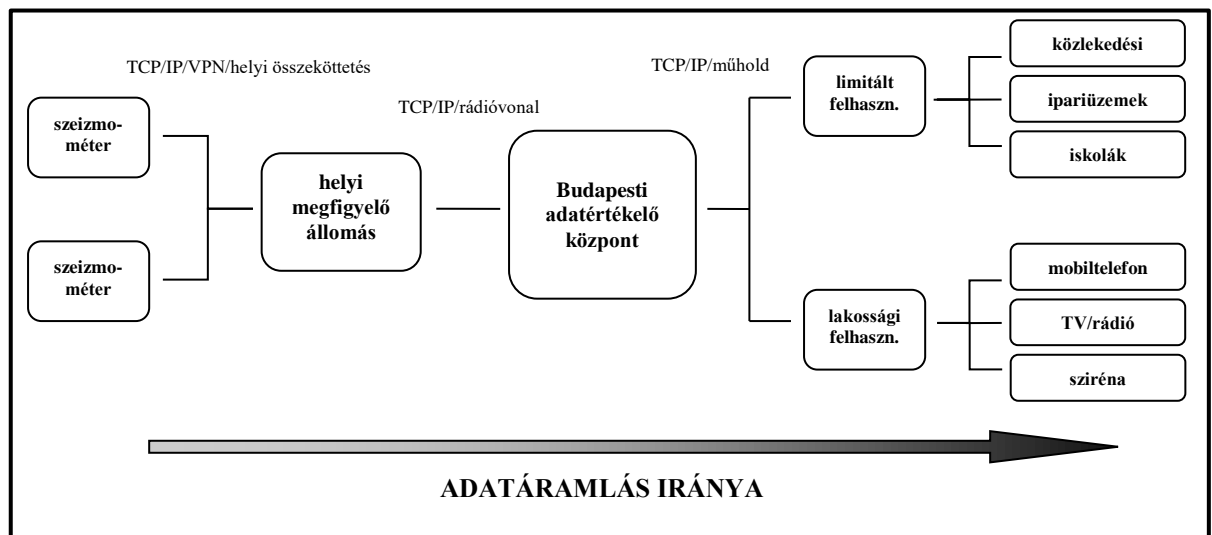 TCP/IP/VPN/helyi összeköttetés
TCP/IP/rádióvonal
TCP/IP/műhold
szeizmo-
méter
szeizmo-
méter
helyi
megfigyelő
állomás
Budapesti
adatértékelő
központ
limitált
felhaszn.
közlekedési
ipariüzemek
iskolák
lakossági
felhaszn.
mobiltelefon
TV/rádió
sziréna
ADATÁRAMLÁS IRÁNYA